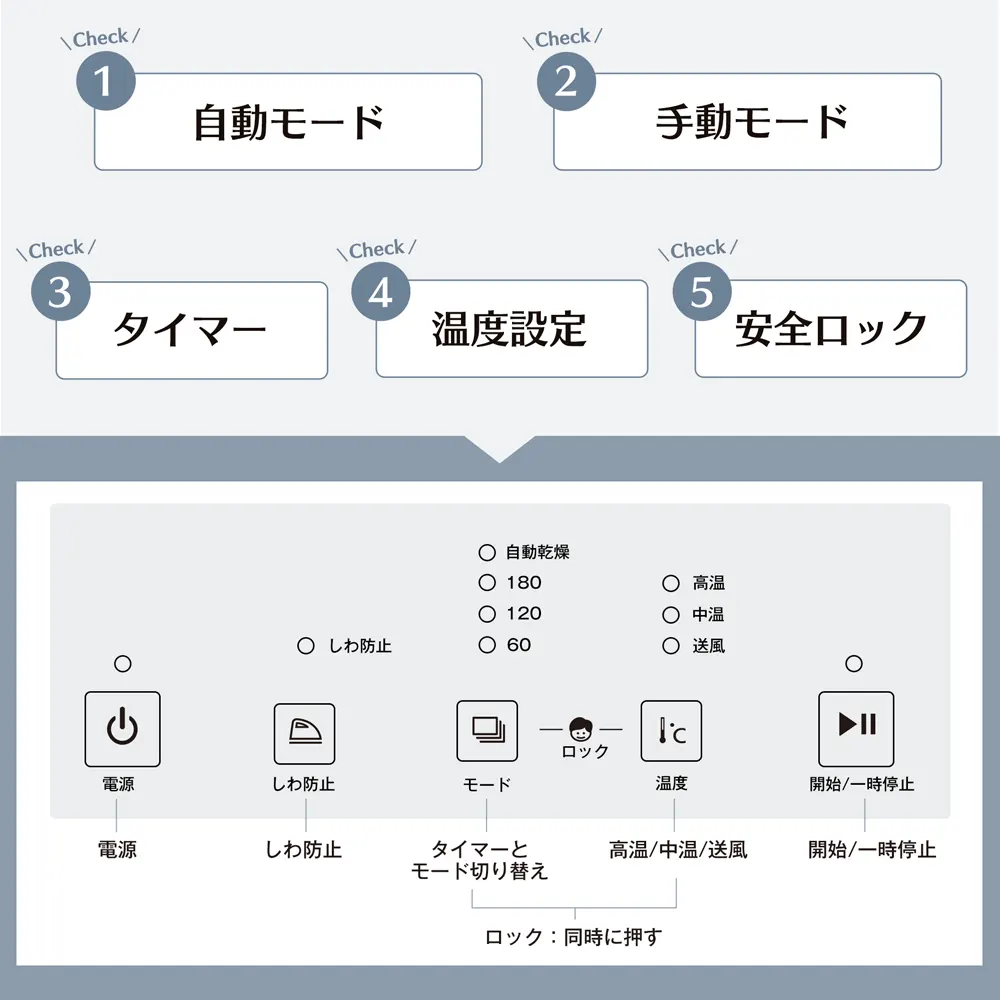 Check
1
自動モード
Check
2
手動モード
Check
3
タイマー
Check
4
温度設定
Check
5
安全ロック
自動乾燥
180
120
60
高温
中温
送風
しわ防止
℃
ロック
電源
しわ防止
モード
温度
開始/一時停止
電源
しわ防止
タイマーと
モード切り替え
高温/中温/送風
開始/一時停止
ロック：同時に押す